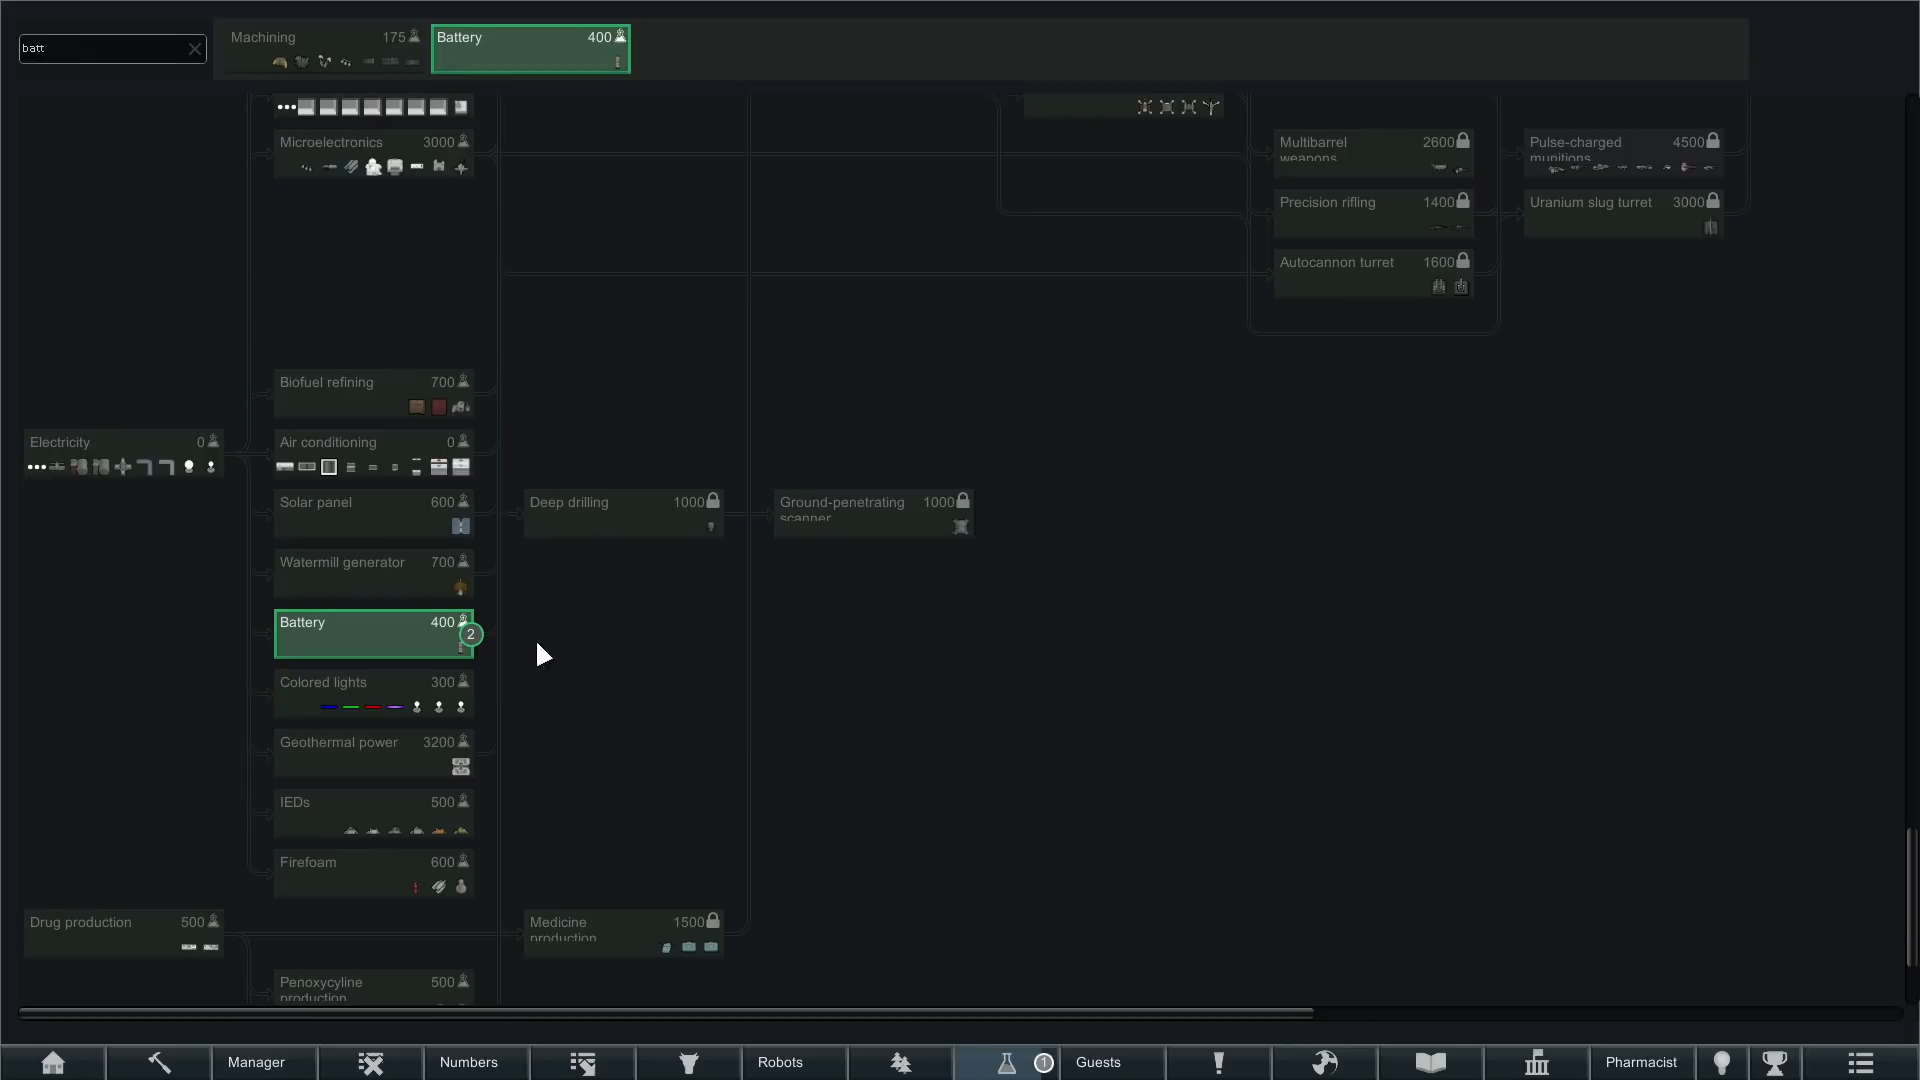 batt
Machining 175
Battery 400
Microelectronics 3000
Multibarrel weapons 2600
Pulse-charged munitions 4500
Precision rifling 1400
Uranium slug turret 3000
Autocannon turret 1600
Biofuel refining 700
Electricity 0
Air conditioning 0
Solar panel 600
Deep drilling 1000
Ground-penetrating scanner 1000
Watermill generator 700
Battery 400
2
Colored lights 300
Geothermal power 3200
IEDs 500
Firefoam 600
Drug production 500
Medicine production 1500
Penoxycyline production 500
Manager
Numbers
Robots
1
Guests
Pharmacist